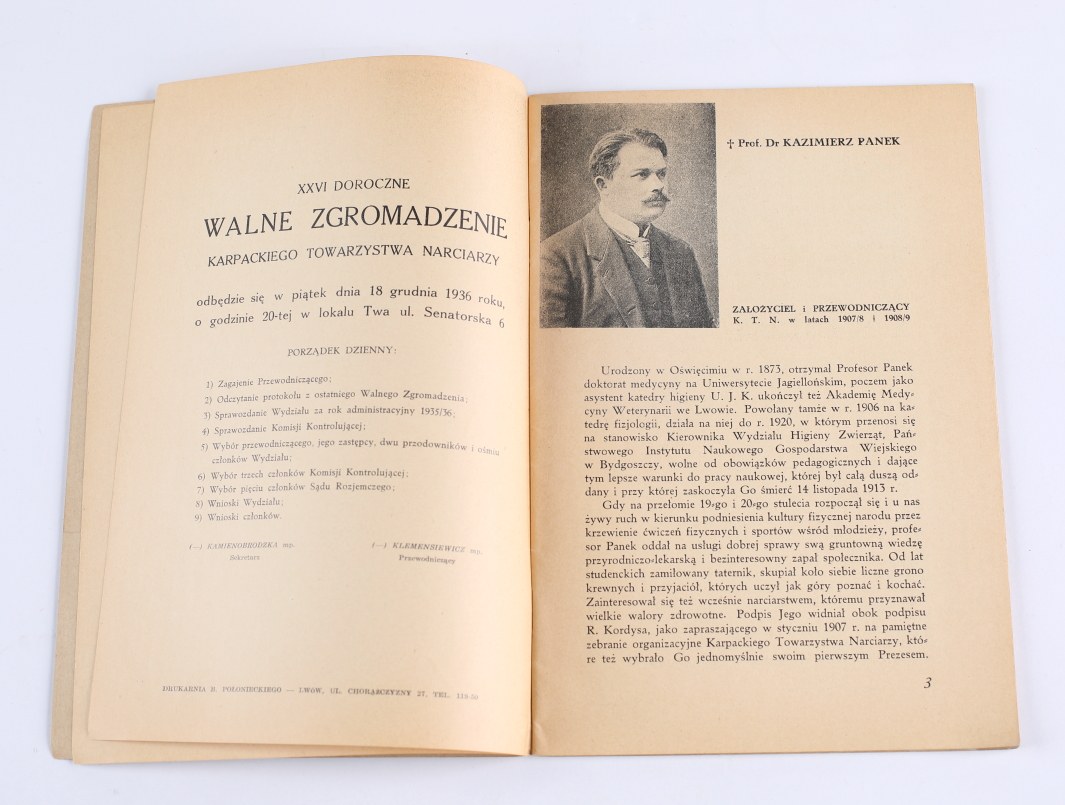 XXVI DOROCZNE
WALNE ZGROMADZENIE
KARPACKIEGO TOWARZYSTWA NARCIARZY
odbędzie się w piątek dnia 18 grudnia 1936 roku,
o godzinie 20-tej w lokalu Twa ul. Senatorska 6
PORZĄDEK DZIENNY:
1) Zagajenie Przewodniczącego;
2) Odczytanie protokołu z ostatniego Walnego Zgromadzenia;
3) Sprawozdanie Wydziału za rok administracyjny 1935/36;
4) Sprawozdanie Komisji Kontrolującej;
5) Wybór przewodniczącego, jego zastępcy, dwu przodowników i ośmiu
członków Wydziału;
6) Wybór trzech członków Komisji Kontrolującej;
7) Wybór pięciu członków Sądu Rozjemczego;
8) Wnioski Wydziału;
9) Wnioski członków.
(—) KAMIENOBRODSKA mp.
Sekretarz
(—) KLEMENSIEWICZ mp.
Przewodniczący
DRUKARNIA B. POŁONIECKIEGO — LWÓW, UL. CHORĄŻCZYZNY 27. TEL.
† Prof. Dr KAZIMIERZ PANEK
ZAŁOŻYCIEL i PRZEWODNICZĄCY
K. T. N. w latach 1907/8 i 1908/9
Urodzony w Oświęcimiu w r. 1873, otrzymał Profesor Panek
doktorat medycyny na Uniwersytecie Jagiellońskim, poczem jako
asystent katedry higieny U. J. K. ukończył też Akademię Medy-
cyny Weterynarii we Lwowie. Powołany tamże w r. 1906 na ka-
tedrę fizjologii, działa na niej do r. 1920, w którym przenosi się
na stanowisko Kierownika Wydziału Higieny Zwierząt, Pań-
stwowego Instytutu Naukowego Gospodarstwa Wiejskiego
w Bydgoszczy, wolne od obowiązków pedagogicznych i dające
tym lepsze warunki do pracy naukowej, której był całą duszą od-
dany i przy której zaskoczyła Go śmierć 14 listopada 1913 r.
Gdy na przełomie 19-go i 20-go stulecia rozpoczął się i u nas
żywy ruch w kierunku podniesienia kultury fizycznej narodu przez
krzewienie ćwiczeń fizycznych i sportów wśród młodzieży, profe-
sor Panek oddał na usługi dobrej sprawy swą gruntowną wiedzę
przyrodniczo-lekarską i bezinteresowny zapał społecznika. Od lat
studenckich zamiłowany taternik, skupiał koło siebie liczne grono
krewnych i przyjaciół, których uczył jak góry poznać i kochać.
Zainteresował się też wcześnie narciarstwem, któremu przyznawał
wielkie walory zdrowotne. Podpis Jego widniał obok podpisu
R. Kordysa, jako zapraszającego w styczniu 1907 r. na pamiętne
zebranie organizacyjne Karpackiego Towarzystwa Narciarzy, któ-
re też wybrało Go jednomyślnie swoim pierwszym Prezesem.
3